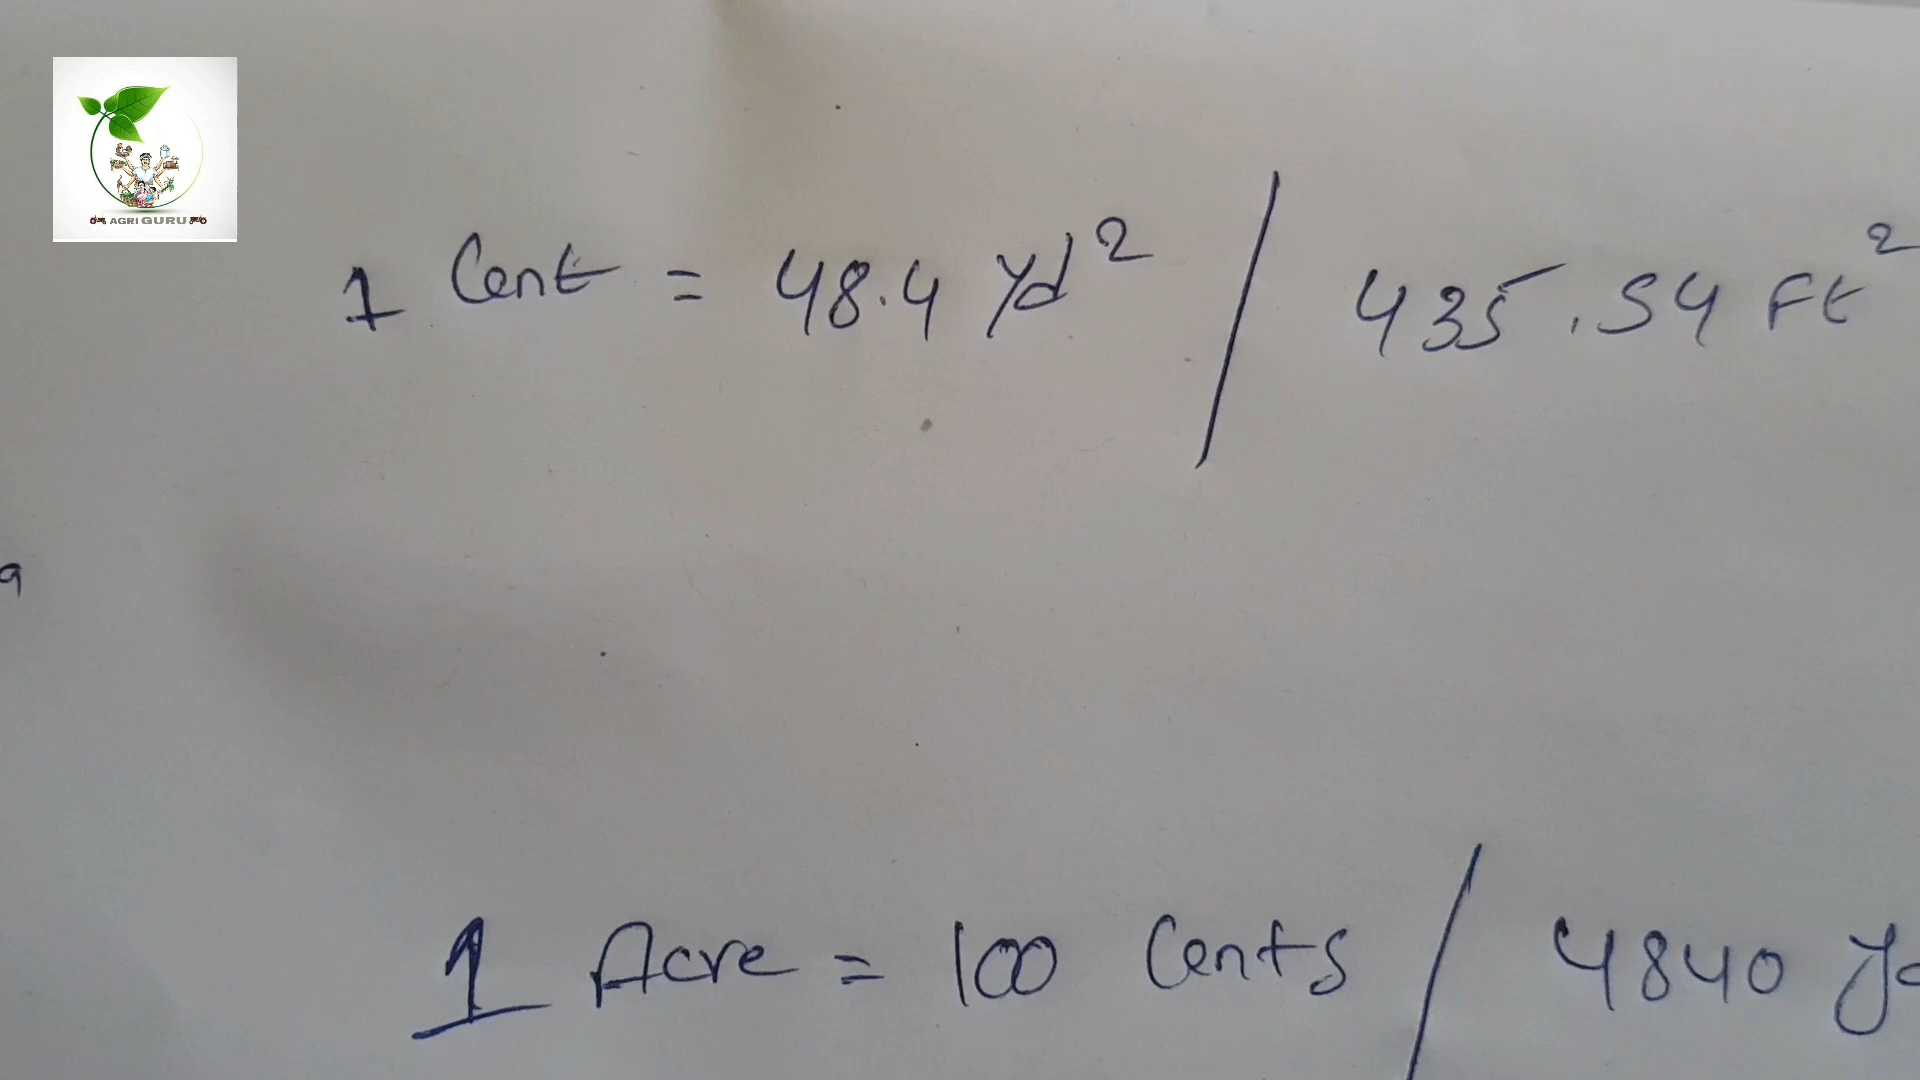 AGRI GURU
1 Cent = 48.4 Yd² / 435.54 Ft²
1 Acre = 100 Cents / 4840 Y